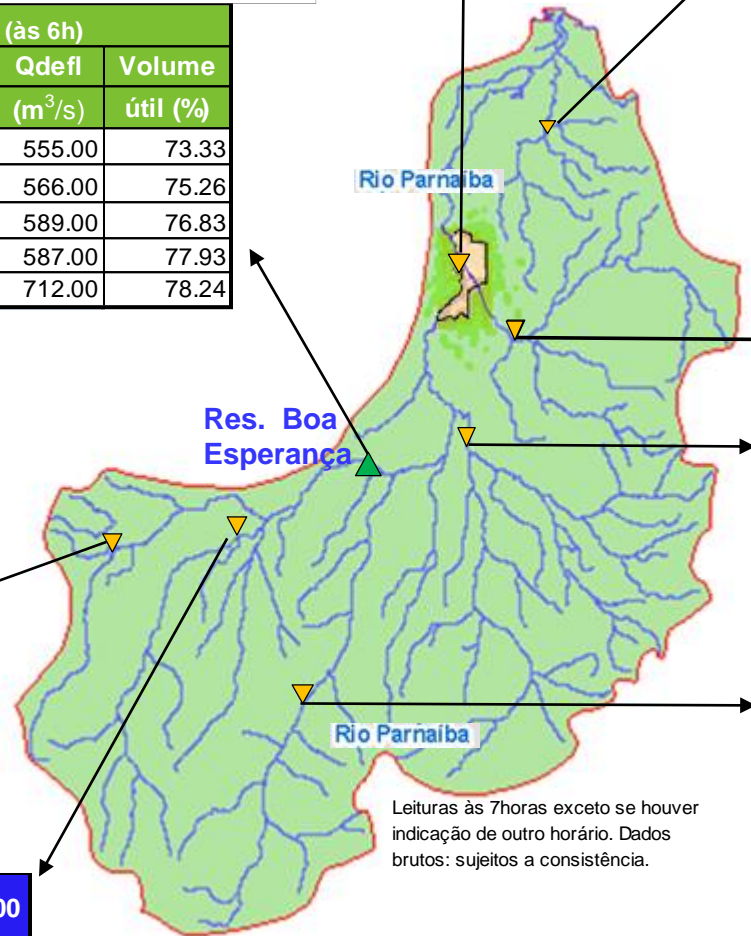 (às 6h)
Qdefl Volume
(m³/s) útil (%)
555.00 73.33
566.00 75.26
589.00 76.83
587.00 77.93
712.00 78.24
Rio Parnaíba
Res. Boa
Esperança
Rio Parnaíba
Leituras às 7horas exceto se houver
indicação de outro horário. Dados
brutos: sujeitos a consistência.
00